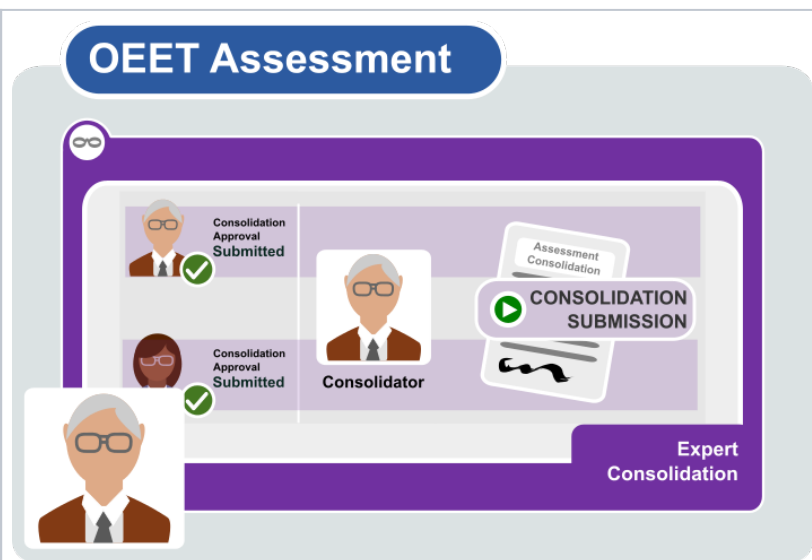 OEET Assessment
Consolidation
Approval
Submitted
Assessment
Consolidation
CONSOLIDATION
SUBMISSION
Consolidation
Approval
Submitted
Consolidator
Expert
Consolidation